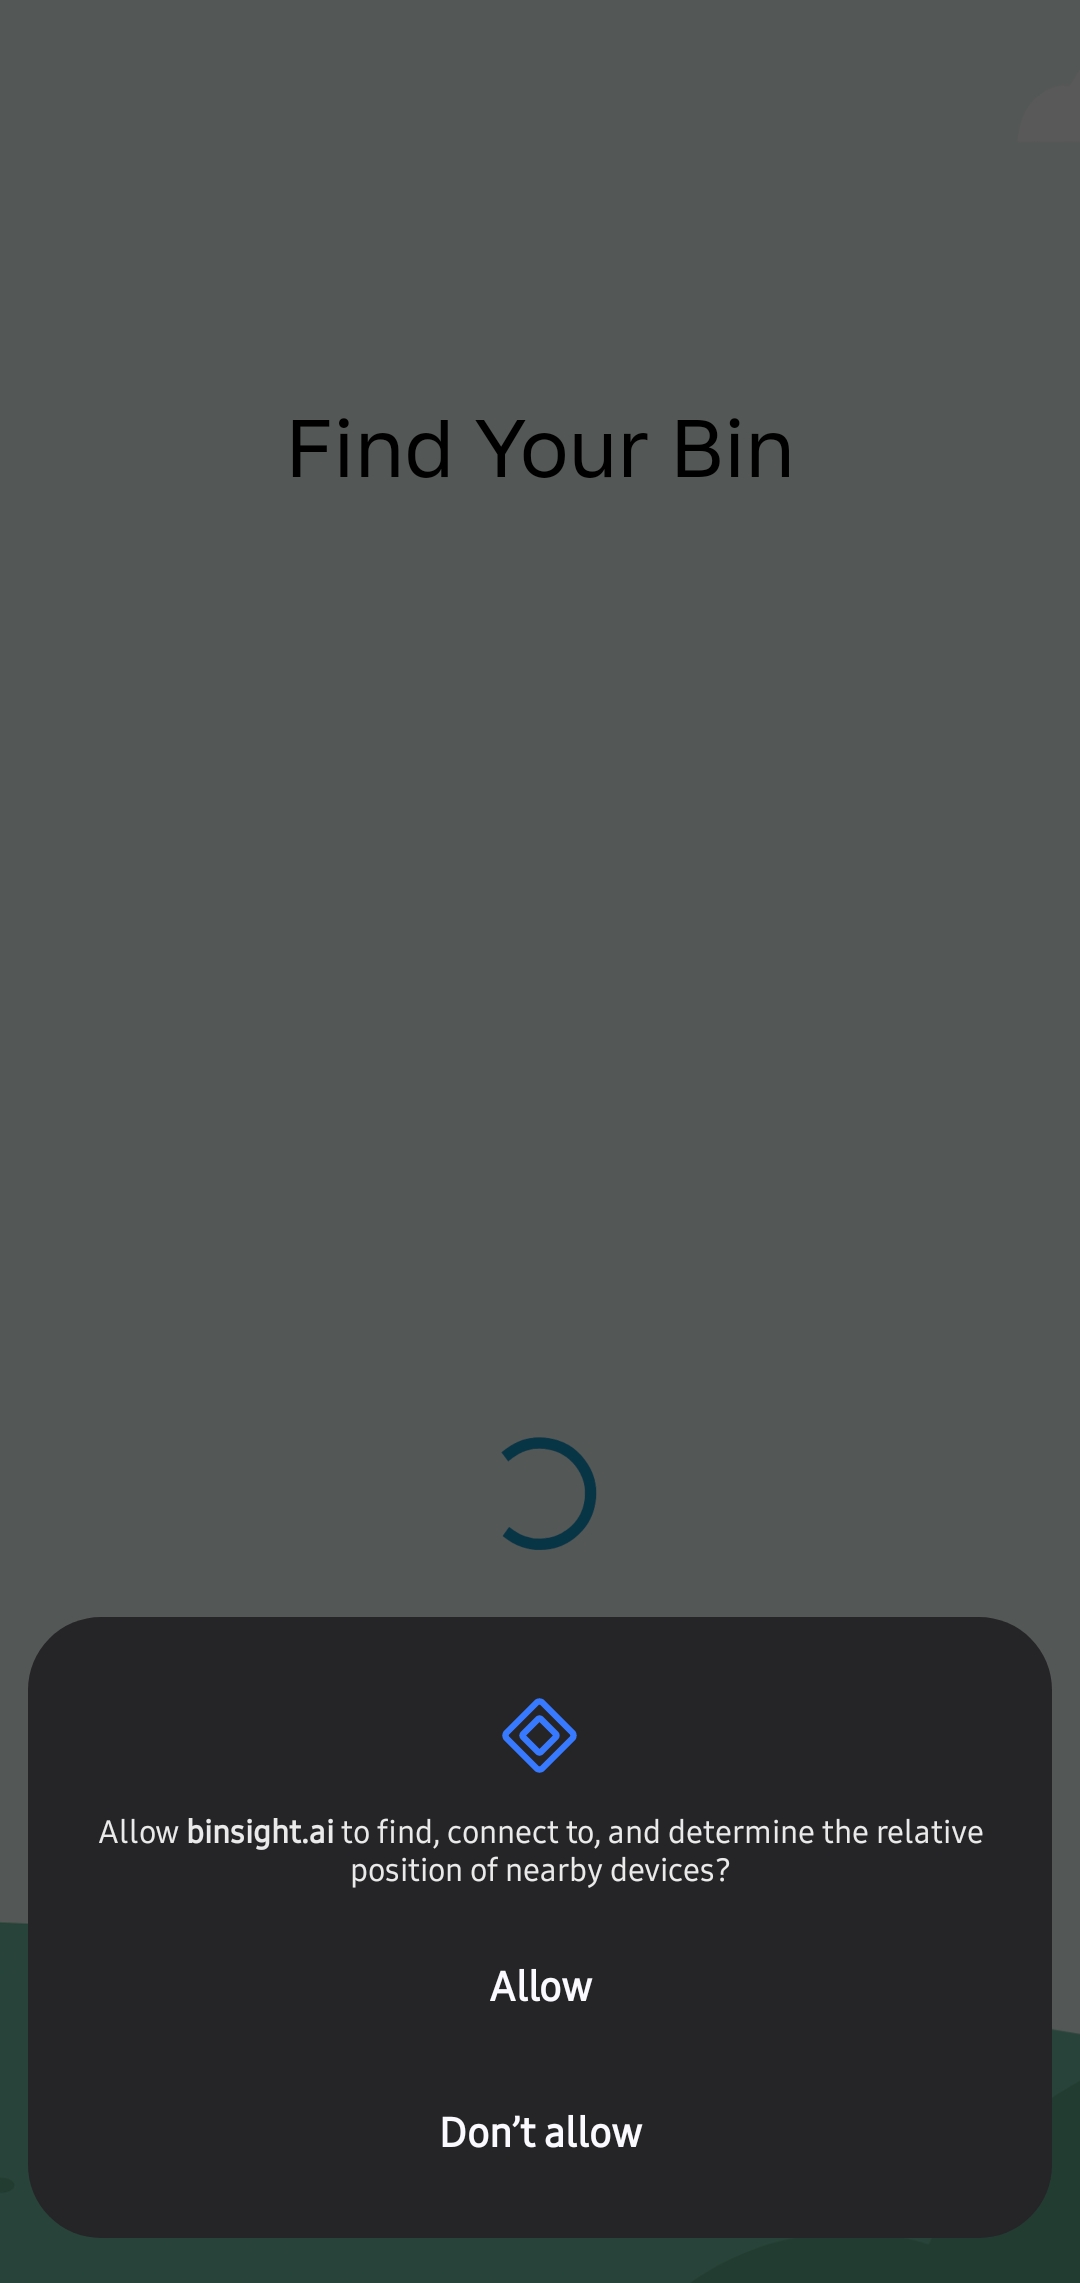 Find Your Bin
Allow binsight.ai to find, connect to, and determine the relative
position of nearby devices?
Allow
Don’t allow